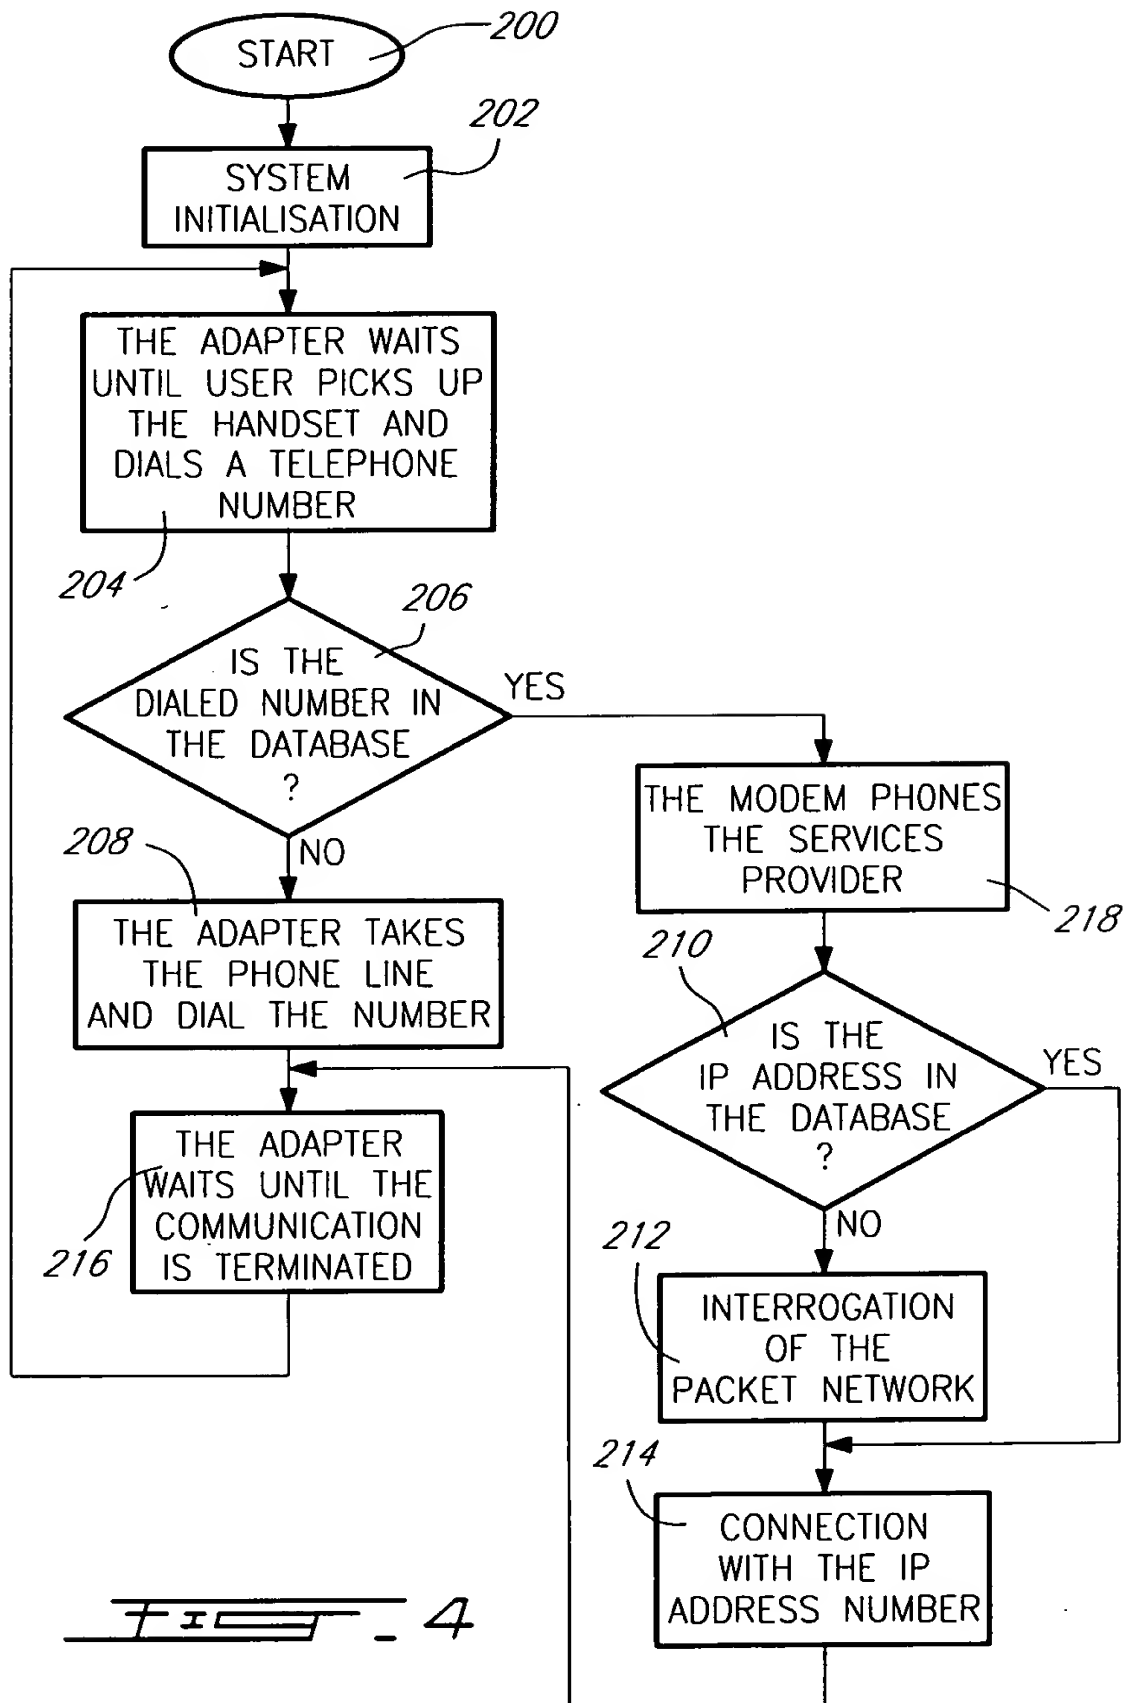 START
200
202
SYSTEM
INITIALISATION
THE ADAPTER WAITS
UNTIL USER PICKS UP
THE HANDSET AND
DIALS A TELEPHONE
NUMBER
204
206
IS THE
DIALED NUMBER IN
THE DATABASE
?
YES
NO
208
THE ADAPTER TAKES
THE PHONE LINE
AND DIAL THE NUMBER
THE ADAPTER
WAITS UNTIL THE
COMMUNICATION
IS TERMINATED
216
THE MODEM PHONES
THE SERVICES
PROVIDER
218
210
IS THE
IP ADDRESS IN
THE DATABASE
?
YES
NO
212
INTERROGATION
OF THE
PACKET NETWORK
214
CONNECTION
WITH THE IP
ADDRESS NUMBER
FIG_4